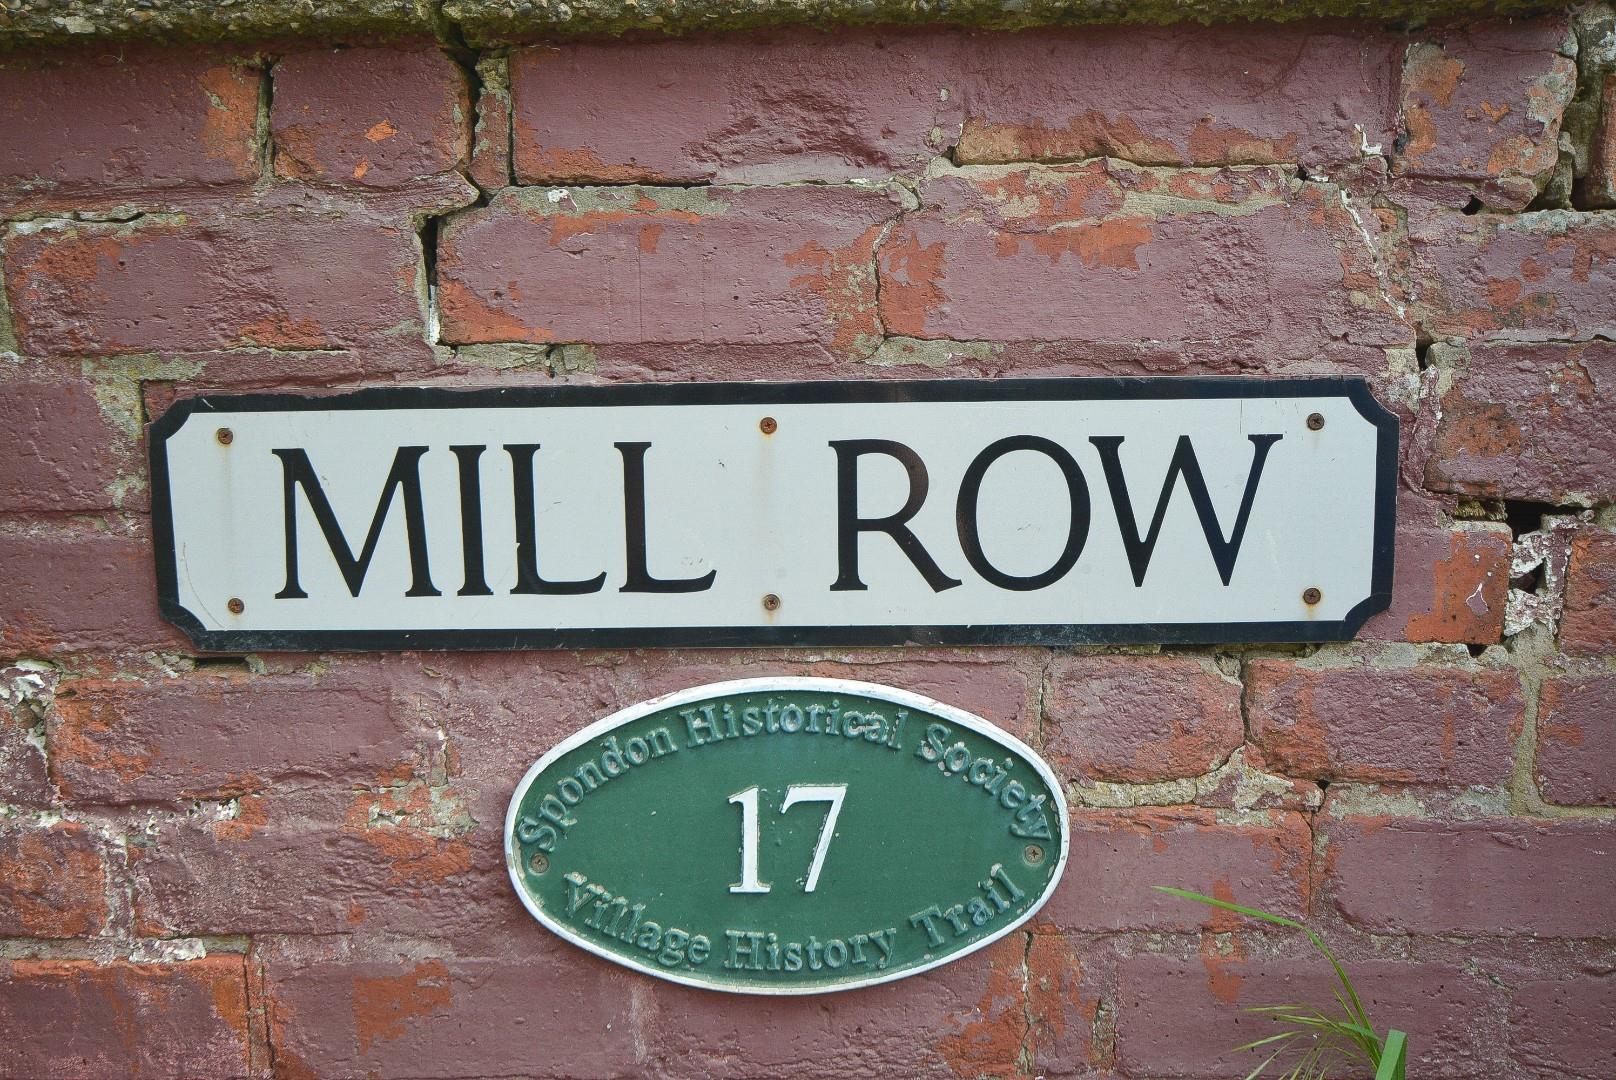 MILL ROW
Spondon Historical Society
17
Village History Trail